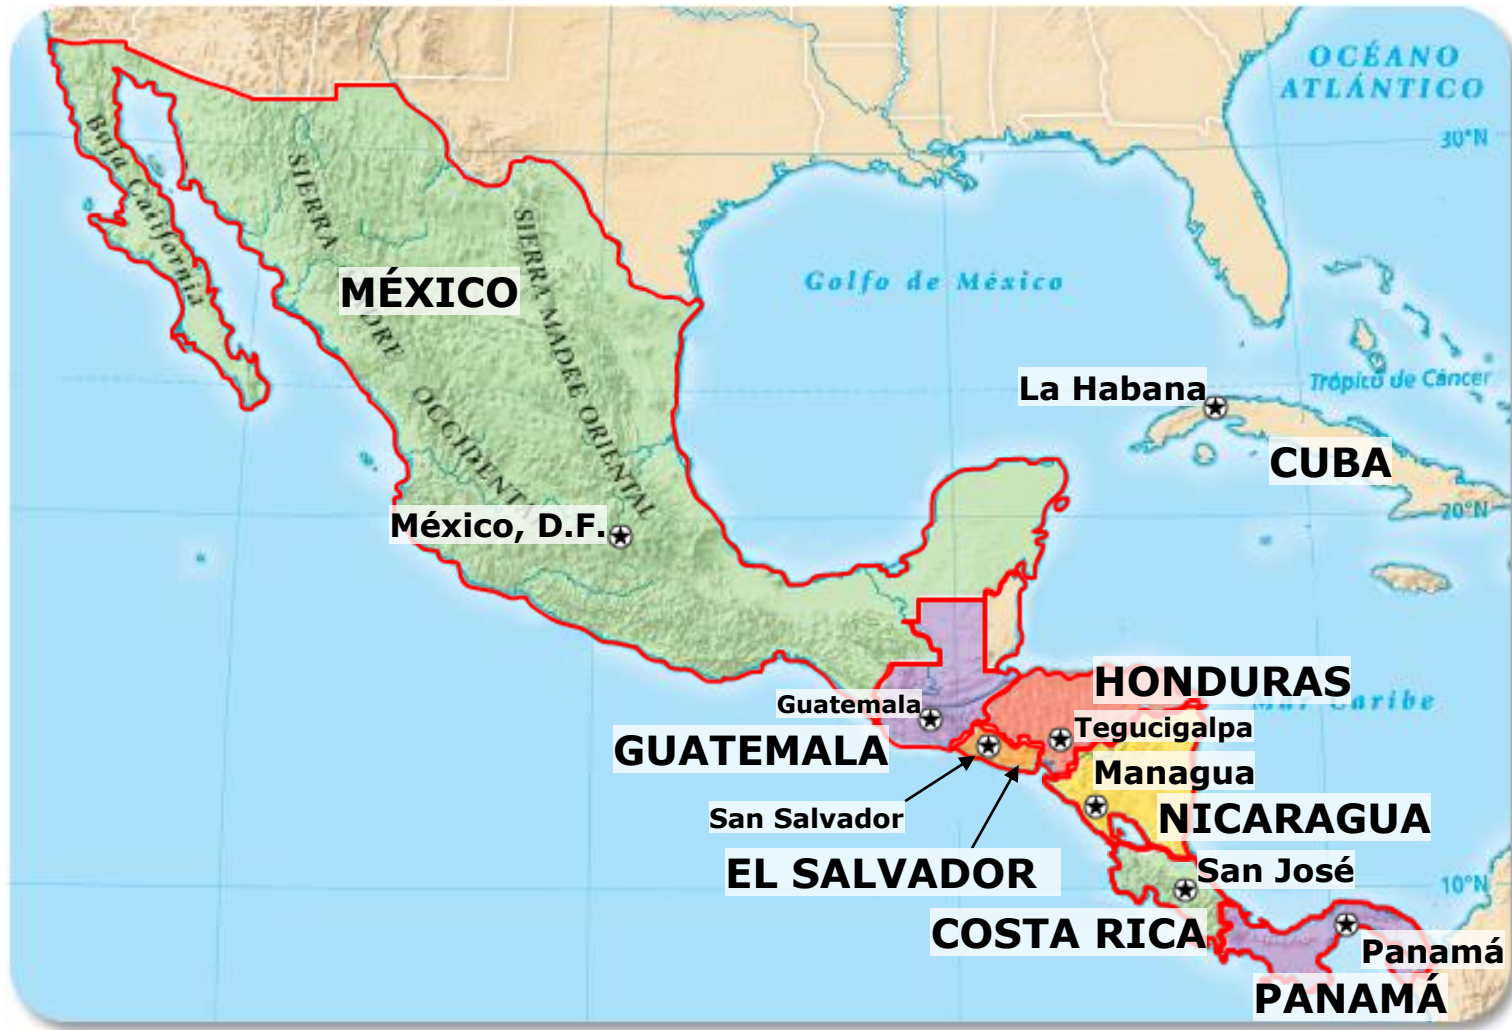 OCÉANO
ATLÁNTICO
30°N
Baja California
SIERRA MADRE OCCIDENTAL
SIERRA MADRE ORIENTAL
MÉXICO
Golfo de México
La Habana
Trópico de Cáncer
CUBA
20°N
México, D.F.
HONDURAS
Mar Caribe
Guatemala
Tegucigalpa
GUATEMALA
Managua
San Salvador
NICARAGUA
EL SALVADOR
San José
10°N
COSTA RICA
Panamá
PANAMÁ